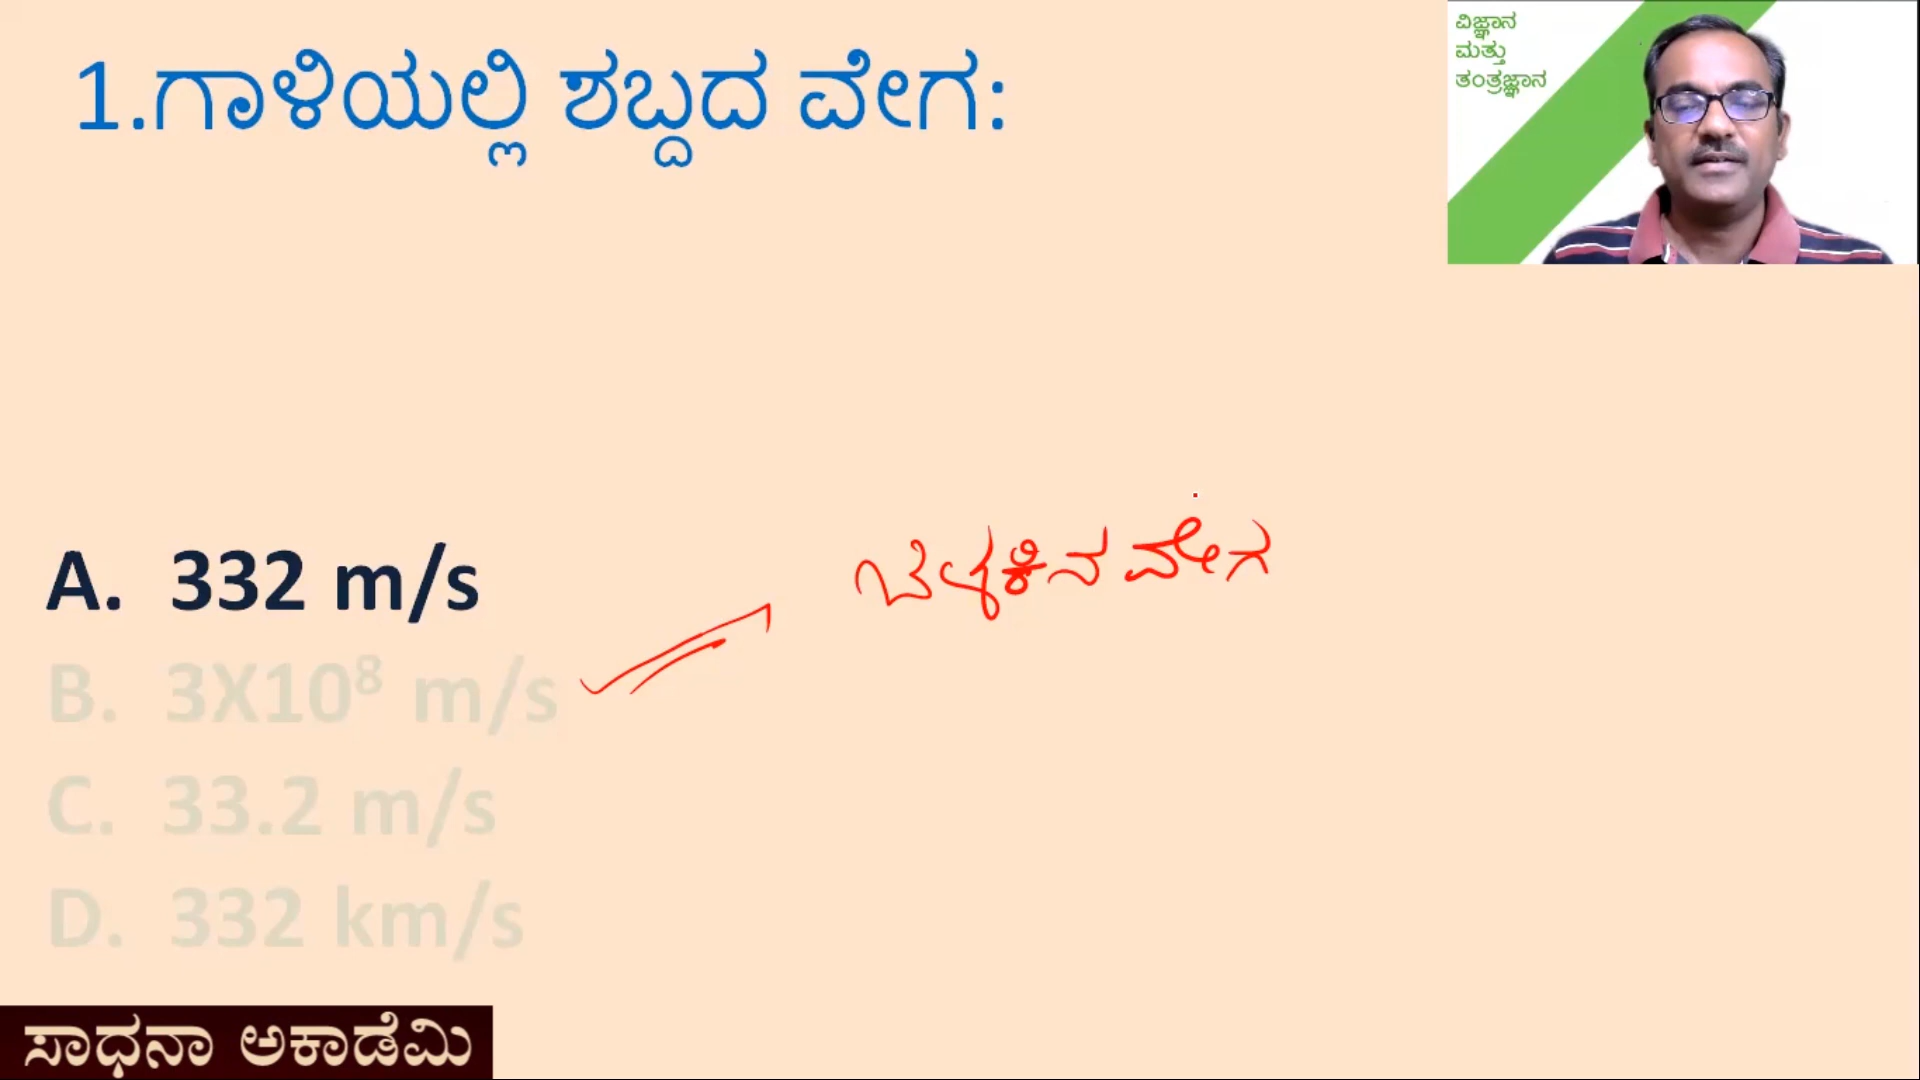 1.ಗಾಳಿಯಲ್ಲಿ ಶಬ್ದದ ವೇಗ:
ವಿಜ್ಞಾನ
ಮತ್ತು
ತಂತ್ರಜ್ಞಾನ
A. 332 m/s
ಬೆಳಕಿನ ವೇಗ
B. 3X10⁸ m/s
C. 33.2 m/s
D. 332 km/s
ಸಾಧನಾ ಅಕಾಡೆಮಿ